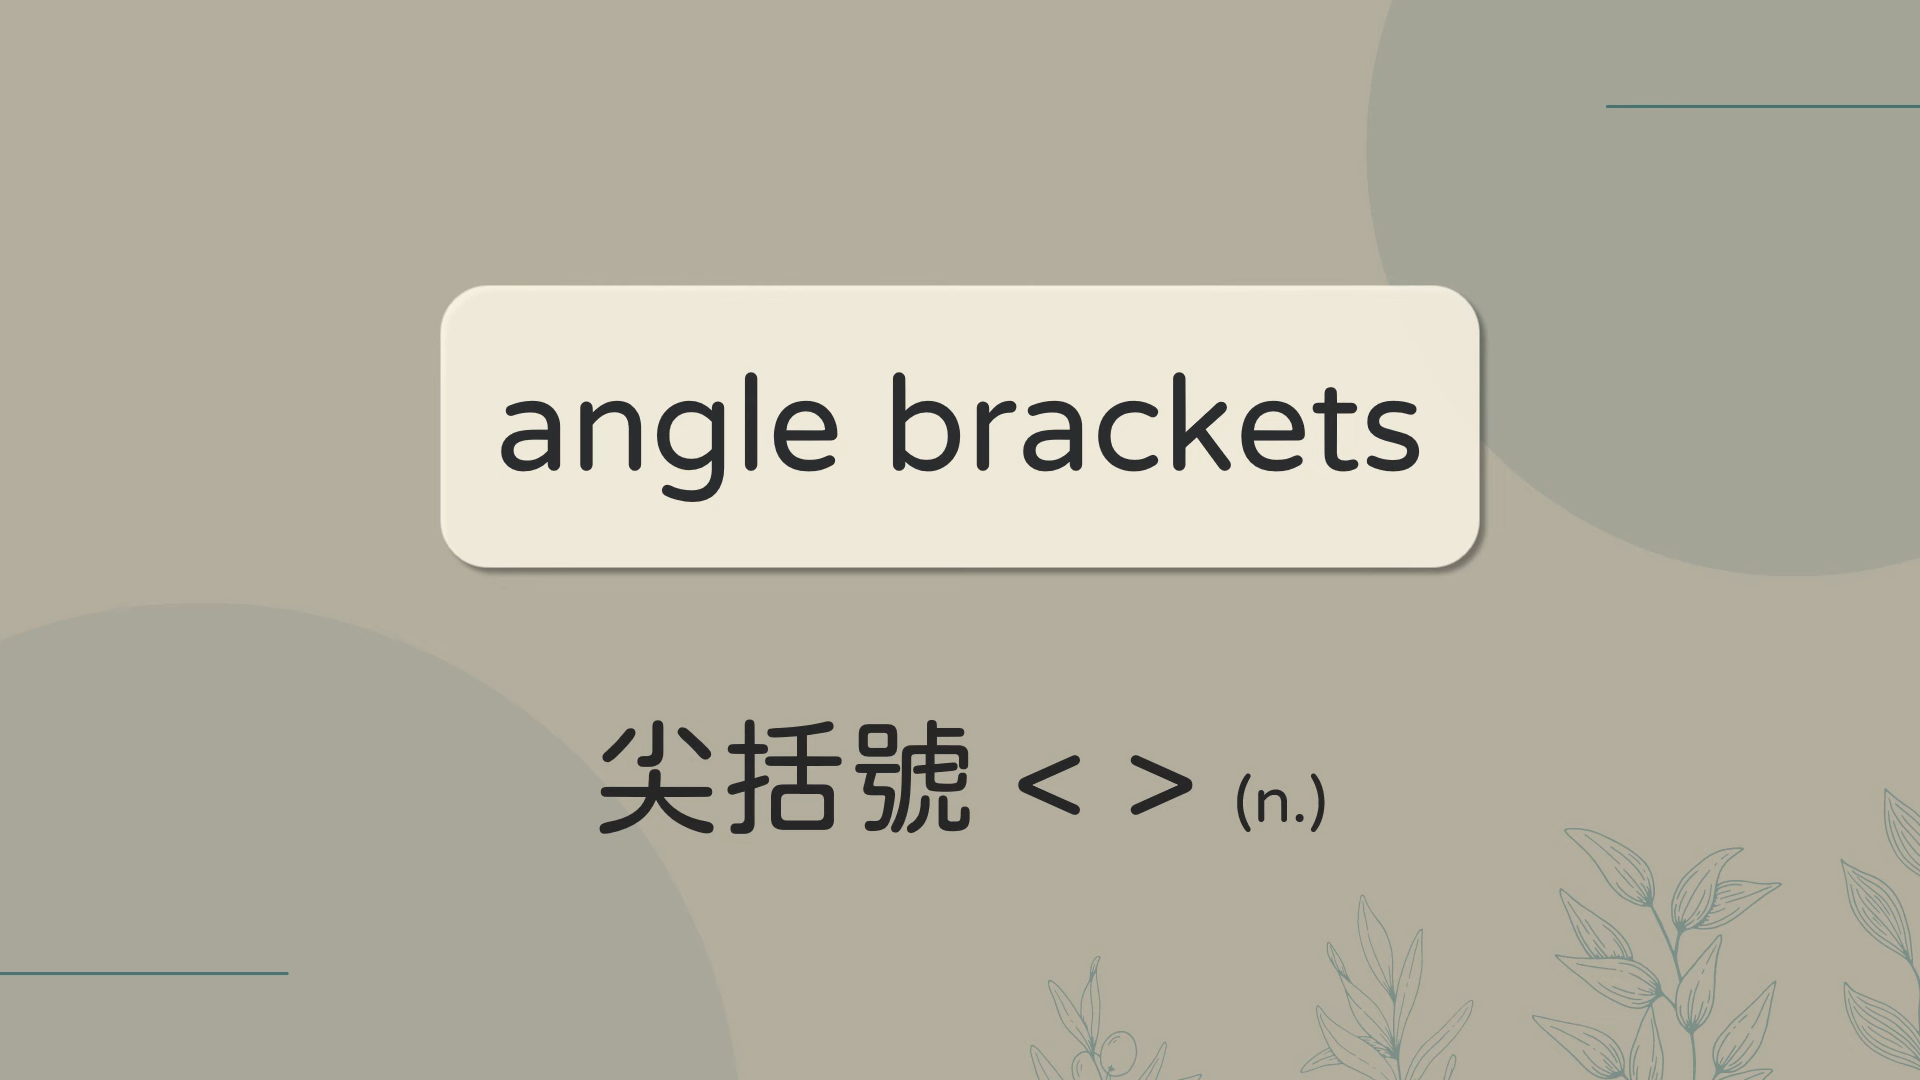 angle brackets
尖括號 < > (n.)